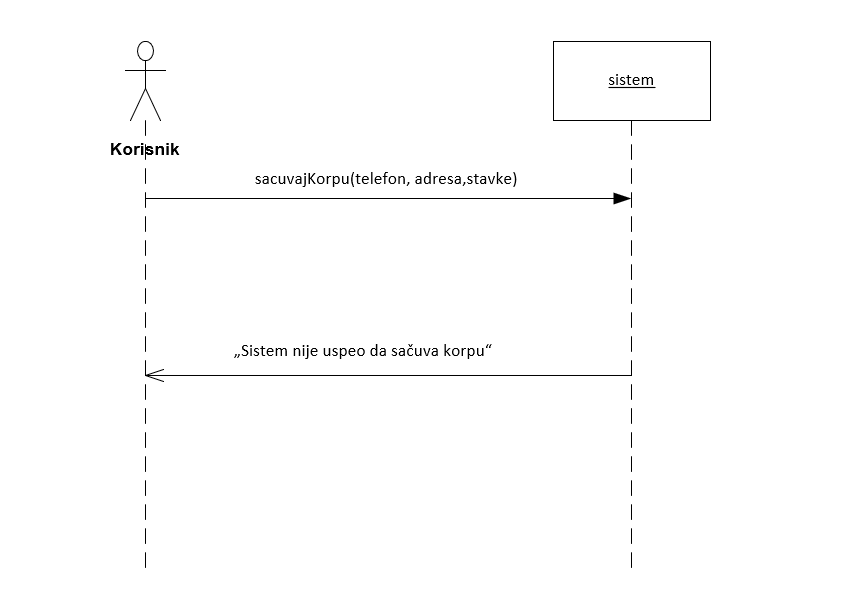 sistem
Korisnik
sacuvajKorpu(telefon, adresa,stavke)
„Sistem nije uspeo da sačuva korpu“